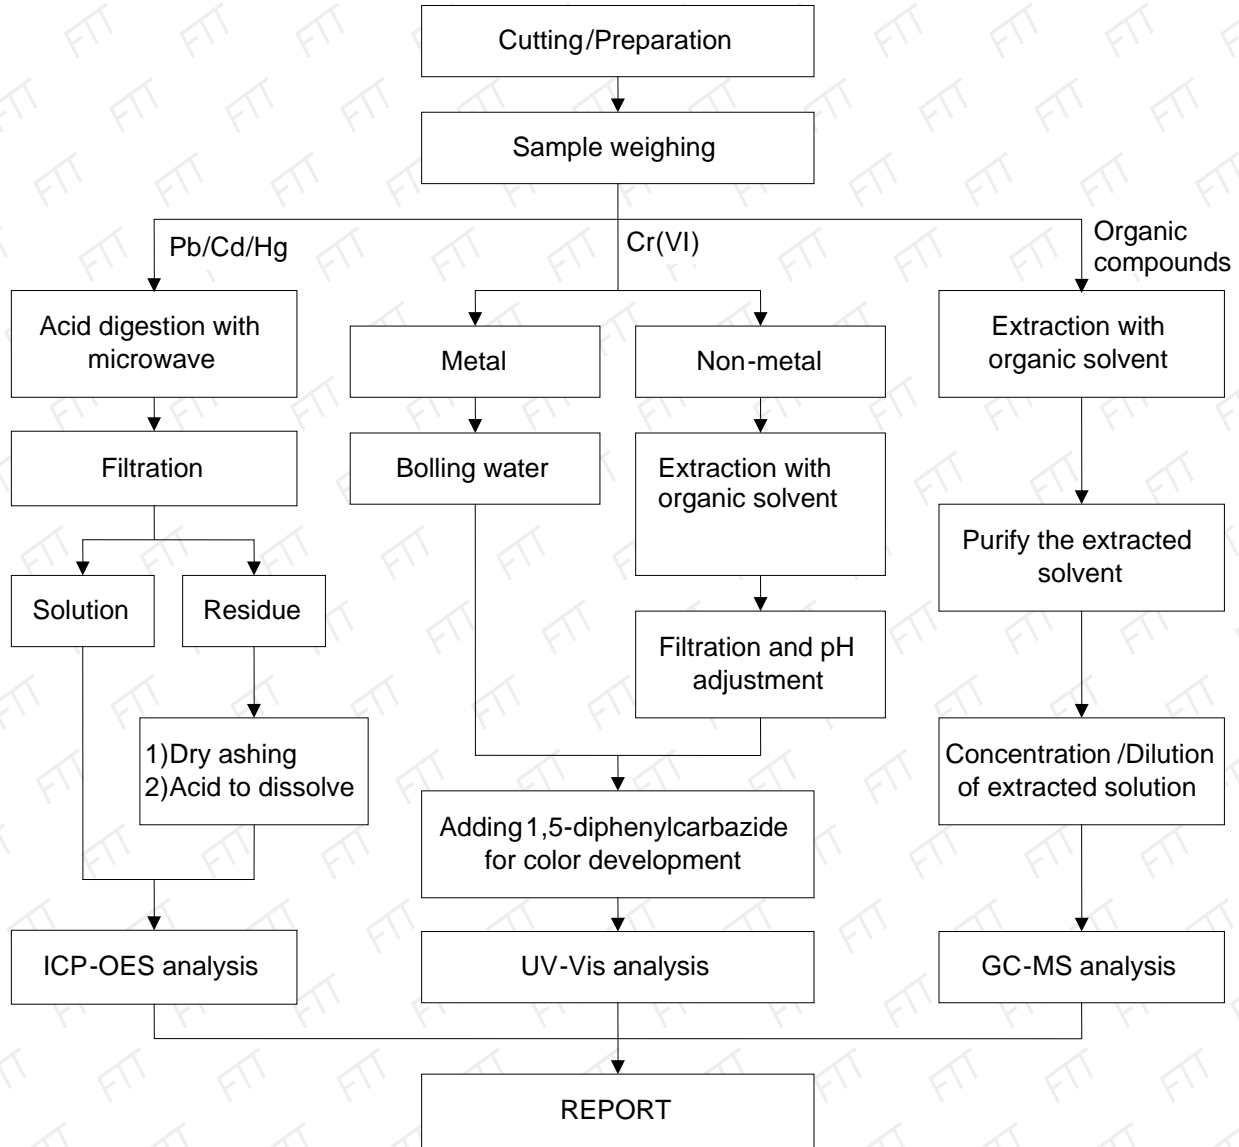 Cutting/Preparation
Sample weighing
Pb/Cd/Hg
Cr(VI)
Organic
compounds
Acid digestion with
microwave
Metal
Non-metal
Extraction with
organic solvent
Filtration
Bolling water
Extraction with
organic solvent
Purify the extracted
solvent
Solution
Residue
Filtration and pH
adjustment
1)Dry ashing
2)Acid to dissolve
Concentration/Dilution
of extracted solution
Adding1,5-diphenylcarbazide
for color development
ICP-OES analysis
UV-Vis analysis
GC-MS analysis
REPORT